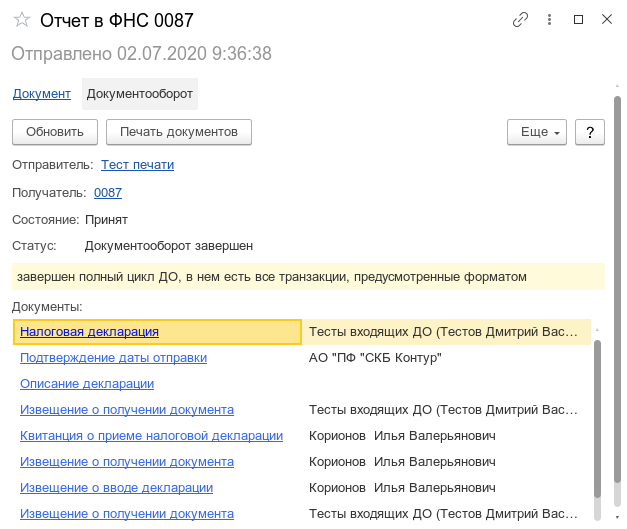 Отчет в ФНС 0087
Отправлено 02.07.2020 9:36:38
Документ Документооборот
Обновить Печать документов Еще ?
Отправитель: Тест печати
Получатель: 0087
Состояние: Принят
Статус: Документооборот завершен
завершен полный цикл ДО, в нем есть все транзакции, предусмотренные форматом
Документы:
Налоговая декларация Тесты входящих ДО (Тестов Дмитрий Вас...
Подтверждение даты отправки АО "ПФ "СКБ Контур"
Описание декларации
Извещение о получении документа Тесты входящих ДО (Тестов Дмитрий Вас...
Квитанция о приеме налоговой декларации Корионов Илья Валерьянович
Извещение о получении документа Корионов Илья Валерьянович
Извещение о вводе декларации Корионов Илья Валерьянович
Извещение о получении документа Тесты входящих ДО (Тестов Дмитрий Вас...